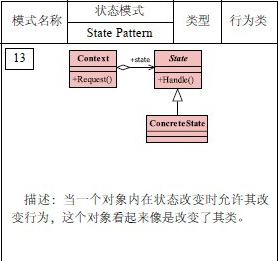 模式名称
状态模式
State Pattern
类型
行为类
13
Context
+Request()
+state
State
+Handle()
ConcreteState
描述：当一个对象内在状态改变时允许其改
变行为，这个对象看起来像是改变了其类。